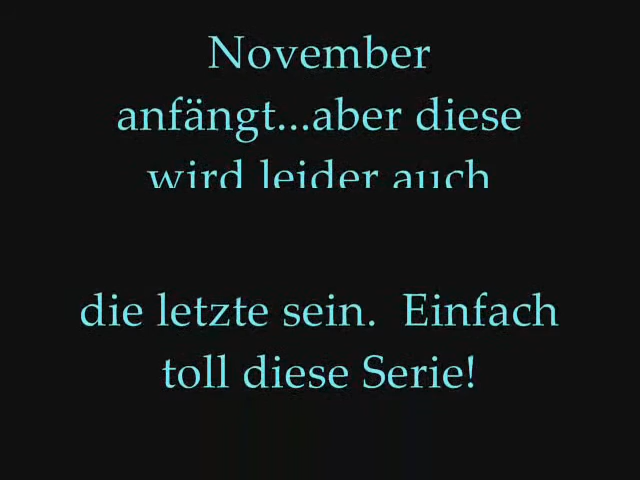 November
anfängt...aber diese
wird leider auch
die letzte sein. Einfach
toll diese Serie!